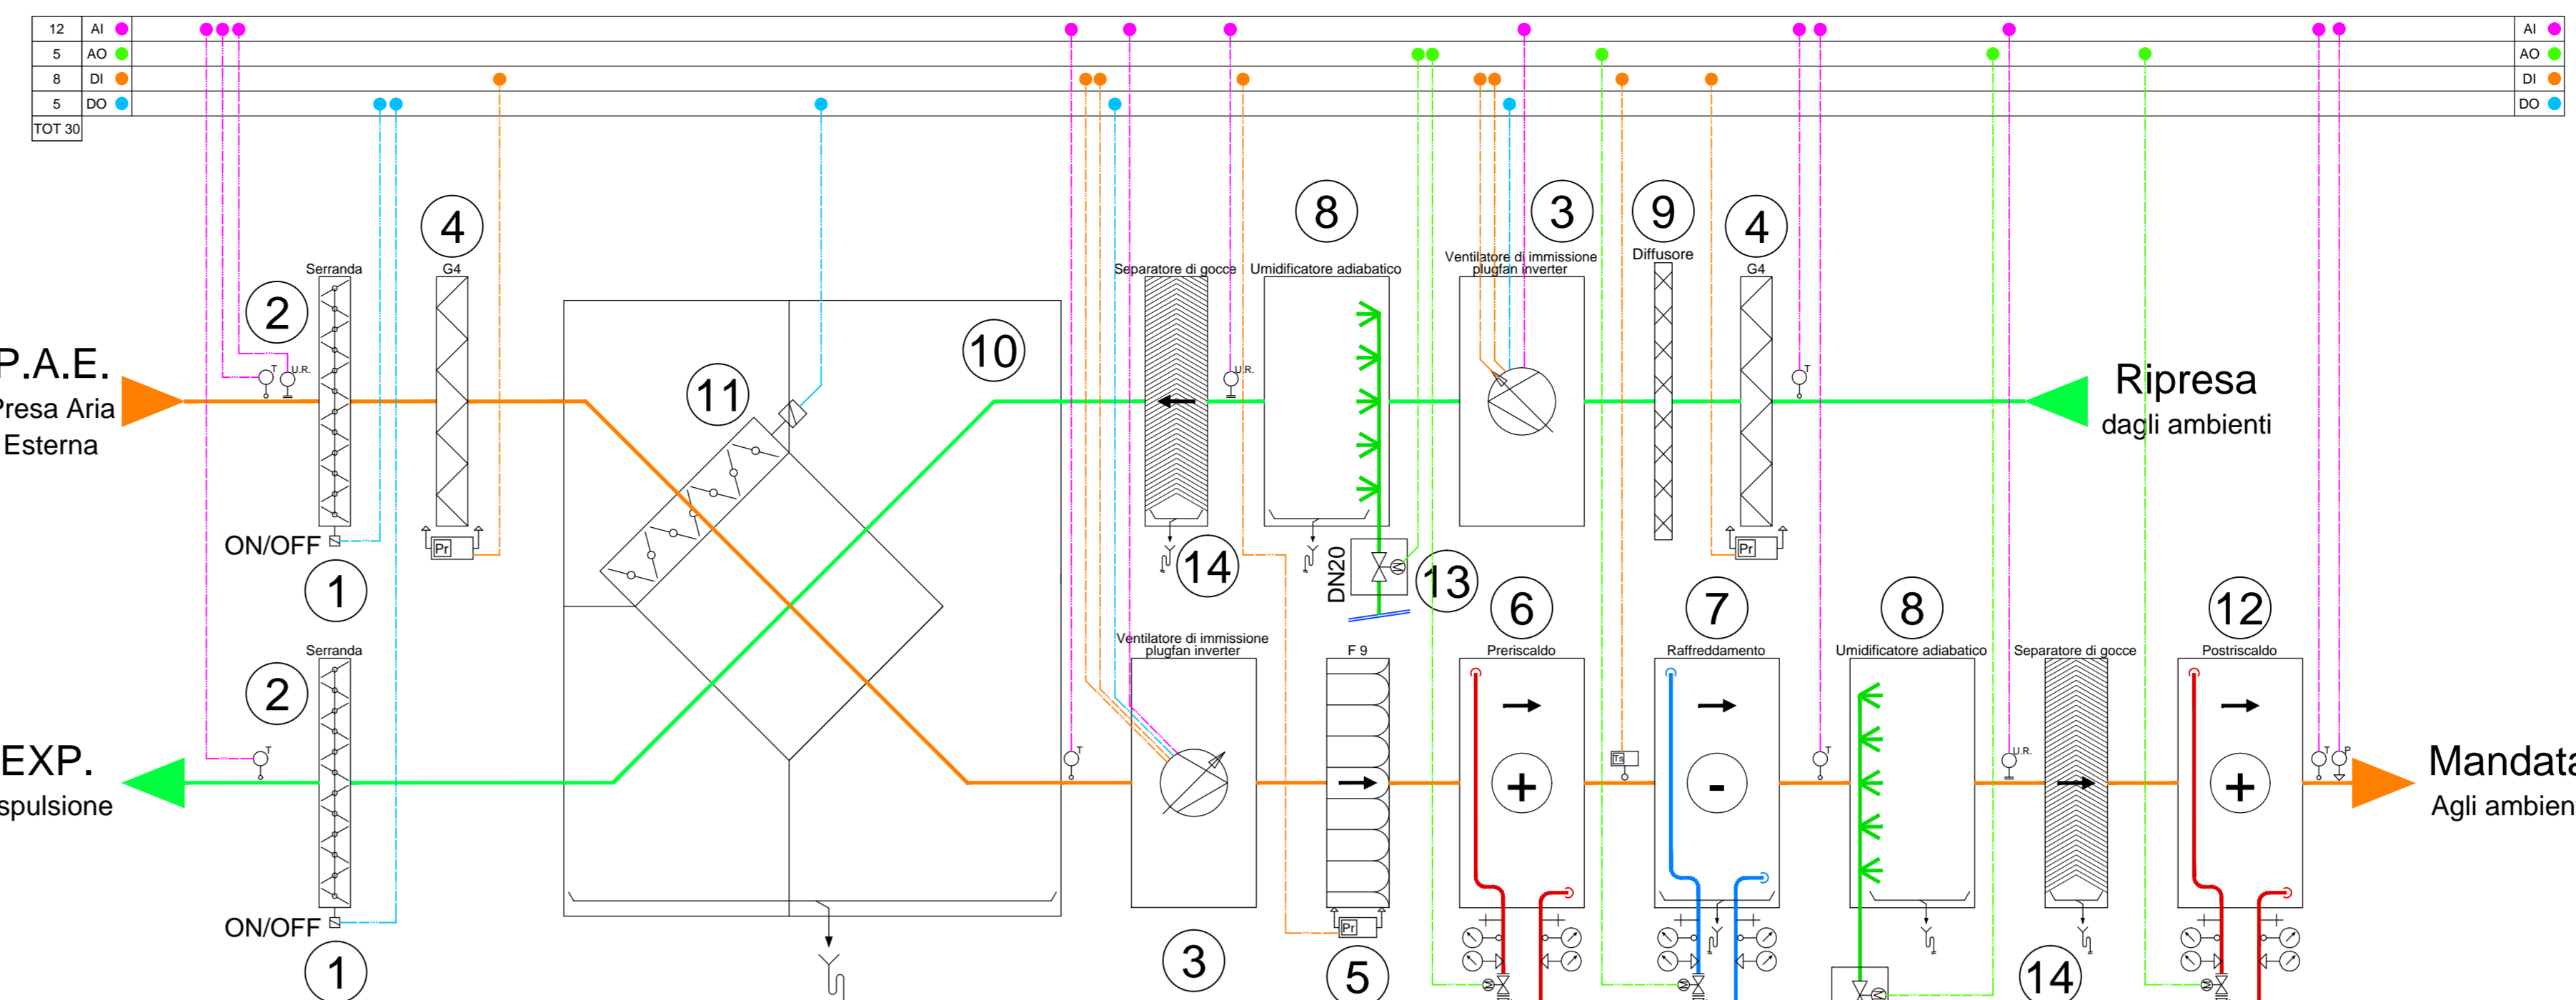 12 AI AI
5 AO AO
8 DI DI
5 DO DO
TOT 30
8 3 9 4
4
Ventilatore di immissione
Diffusore
Serranda G4 Separatore di gocce Umidificatore adiabatico plugfan inverter G4
2
10
P.A.E.
Presa Aria
Esterna
T U.R.
11
U.R.
T
Ripresa
dagli ambienti
ON/OFF Pr
Pr
14 DN20 M 13
1
6 7 8 12
Ventilatore di immissione
Serranda plugfan inverter F 9 Preriscaldo Raffreddamento Umidificatore adiabatico Separatore di gocce Postriscaldo
2
EXP.
spulsione
T
T
Ts
T
U.R.
T P
+ - +
Mandata
Agli ambien
ON/OFF
Pr
1
3 5 14
M M M M